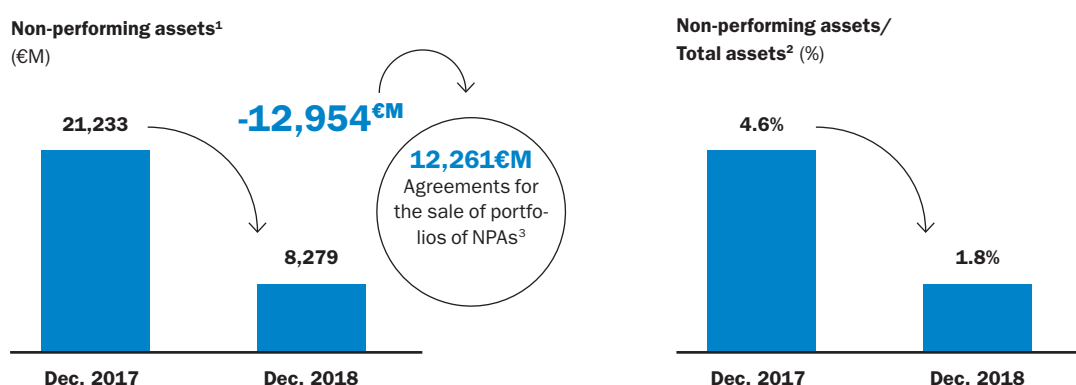 Non-performing assets¹
(€M)
21,233
-12,954€M
12,261€M
Agreements for
the sale of portfo-
lios of NPAs³
8,279
Dec. 2017
Dec. 2018
Non-performing assets/
Total assets² (%)
4.6%
1.8%
Dec. 2017
Dec. 2018